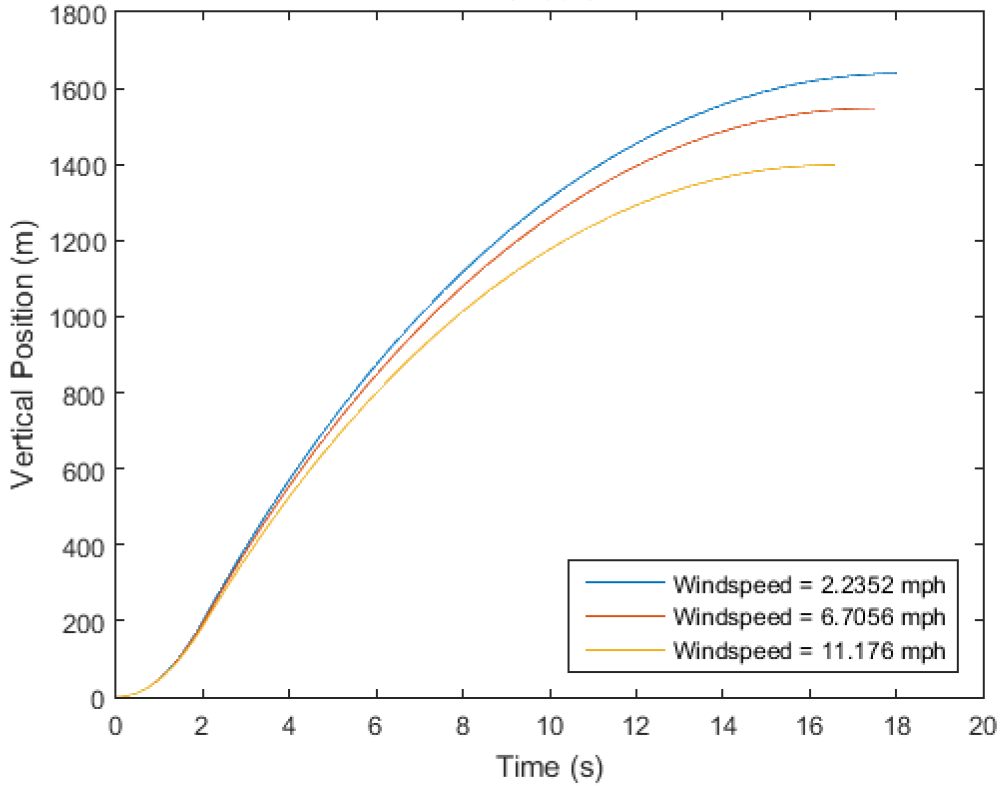 1800
1600
1400
1200
1000
800
600
400
200
0
Vertical Position (m)
Windspeed = 2.2352 mph
Windspeed = 6.7056 mph
Windspeed = 11.176 mph
0 2 4 6 8 10 12 14 16 18 20
Time (s)